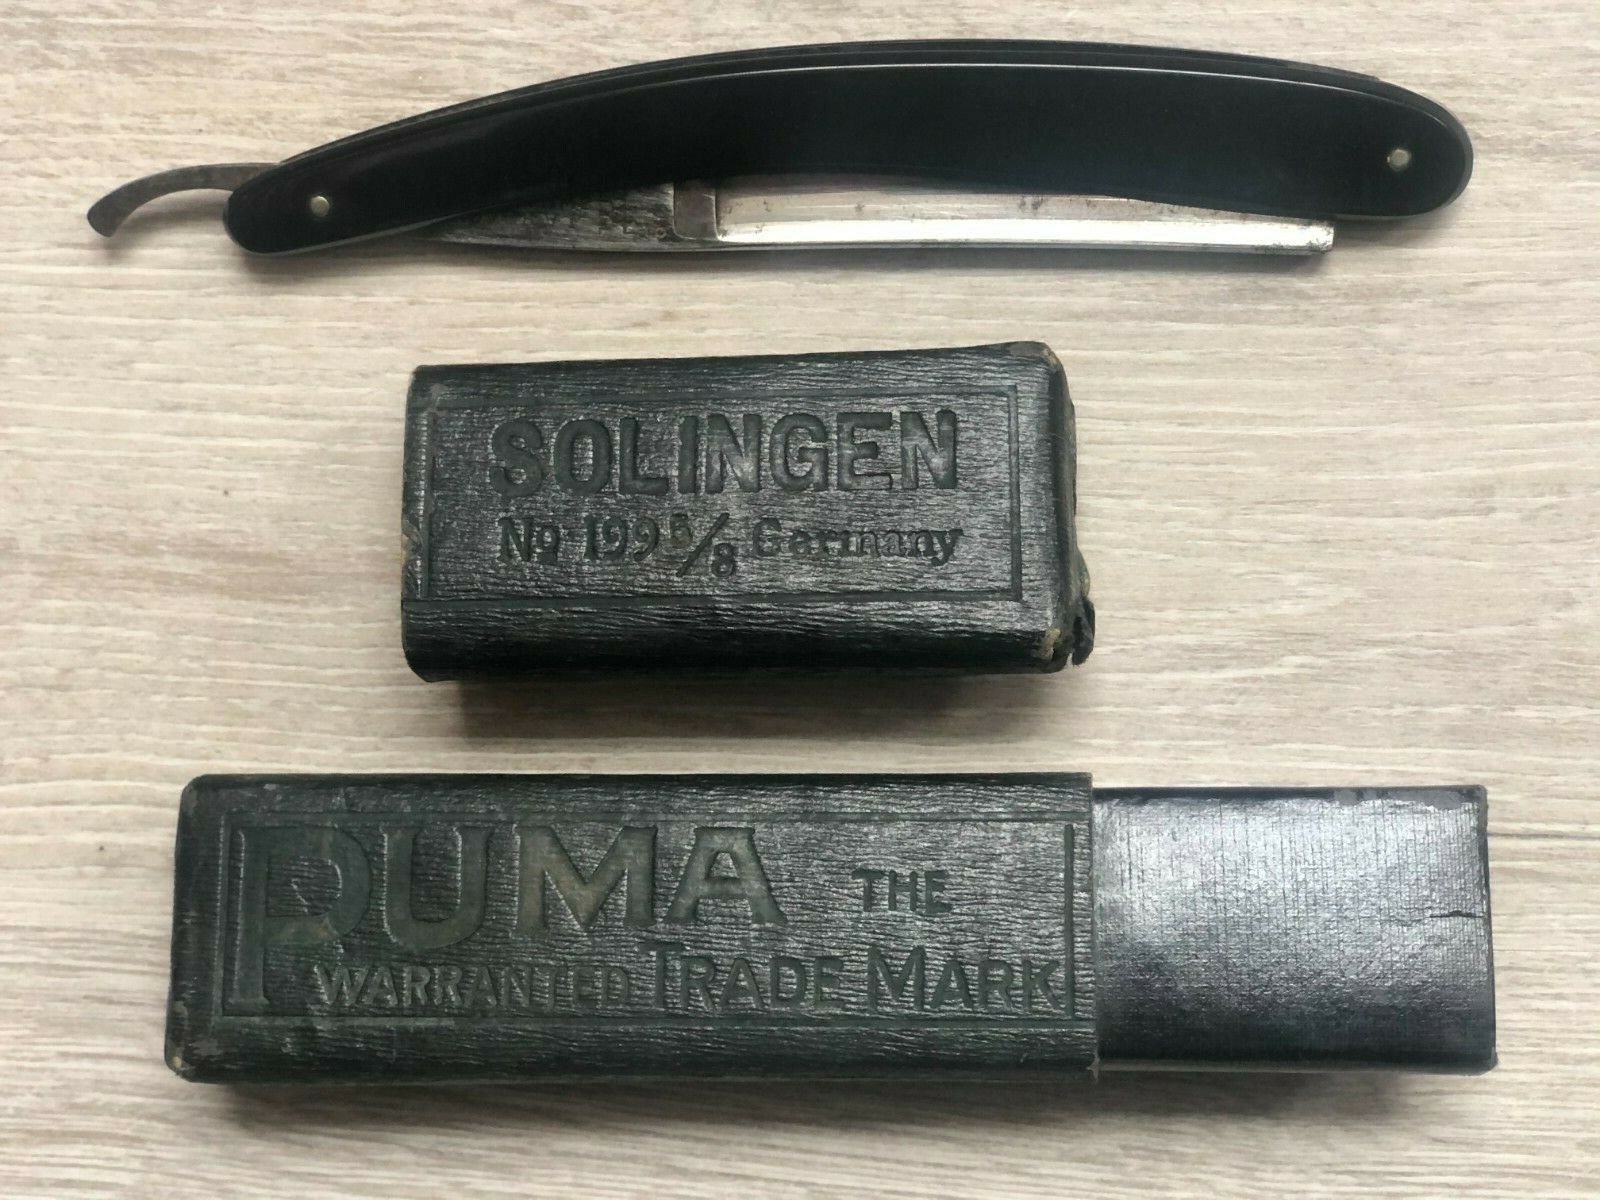 SOLINGEN
No 199 5/8 Germany
PUMA THE
WARRANTED TRADE MARK